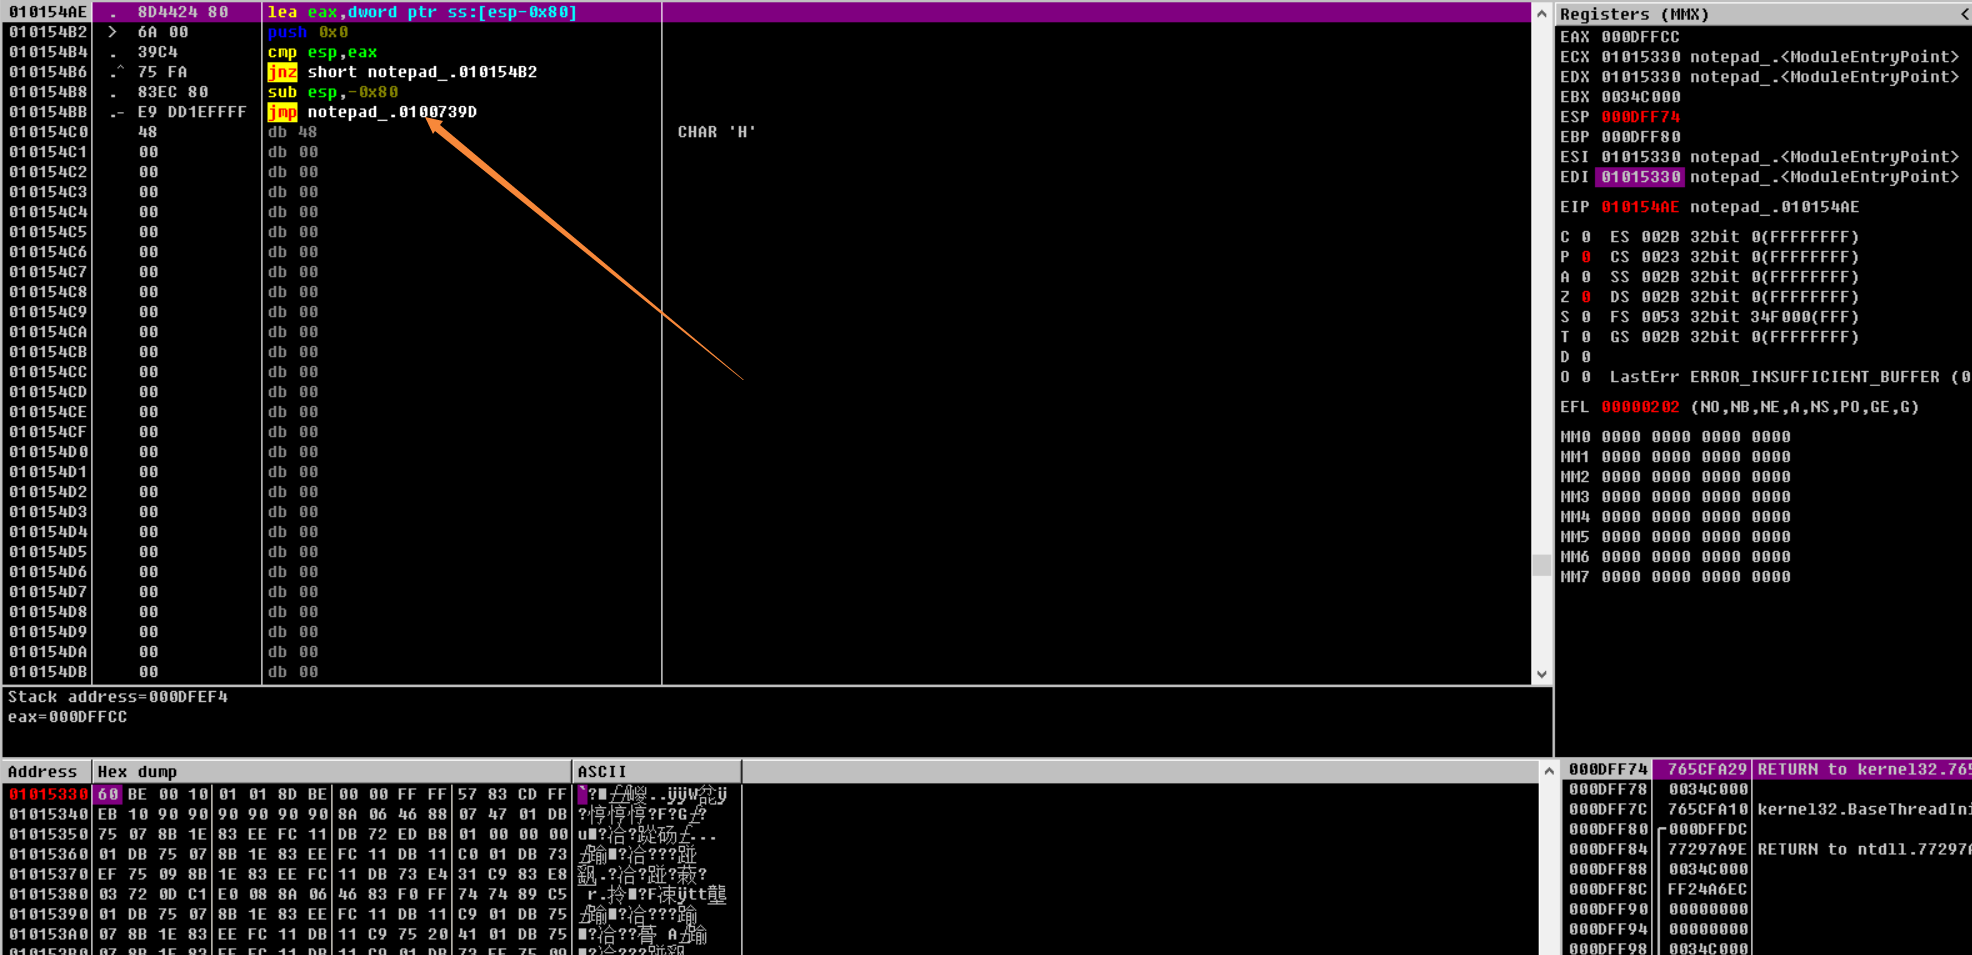 010154AE . 8D4424 80 lea eax,dword ptr ss:[esp-0x80]
010154B2 > 6A 00 push 0x0
010154B4 . 39C4 cmp esp,eax
010154B6 .^ 75 FA jnz short notepad_.010154B2
010154B8 . 83EC 80 sub esp,-0x80
010154BB .- E9 DD1EFFFF jmp notepad_.0100739D
010154C0 48 db 48 CHAR 'H'
010154C1 00 db 00
010154C2 00 db 00
010154C3 00 db 00
010154C4 00 db 00
010154C5 00 db 00
010154C6 00 db 00
010154C7 00 db 00
010154C8 00 db 00
010154C9 00 db 00
010154CA 00 db 00
010154CB 00 db 00
010154CC 00 db 00
010154CD 00 db 00
010154CE 00 db 00
010154CF 00 db 00
010154D0 00 db 00
010154D1 00 db 00
010154D2 00 db 00
010154D3 00 db 00
010154D4 00 db 00
010154D5 00 db 00
010154D6 00 db 00
010154D7 00 db 00
010154D8 00 db 00
010154D9 00 db 00
010154DA 00 db 00
010154DB 00 db 00
Stack address=000DFEF4
eax=000DFFCC
Registers (MMX) <
EAX 000DFFCC
ECX 01015330 notepad_.<ModuleEntryPoint>
EDX 01015330 notepad_.<ModuleEntryPoint>
EBX 0034C000
ESP 000DFF74
EBP 000DFF80
ESI 01015330 notepad_.<ModuleEntryPoint>
EDI 01015330 notepad_.<ModuleEntryPoint>
EIP 010154AE notepad_.010154AE
C 0 ES 002B 32bit 0(FFFFFFFF)
P 0 CS 0023 32bit 0(FFFFFFFF)
A 0 SS 002B 32bit 0(FFFFFFFF)
Z 0 DS 002B 32bit 0(FFFFFFFF)
S 0 FS 0053 32bit 34F000(FFF)
T 0 GS 002B 32bit 0(FFFFFFFF)
D 0
O 0 LastErr ERROR_INSUFFICIENT_BUFFER (0
EFL 00000202 (NO,NB,NE,A,NS,PO,GE,G)
MM0 0000 0000 0000 0000
MM1 0000 0000 0000 0000
MM2 0000 0000 0000 0000
MM3 0000 0000 0000 0000
MM4 0000 0000 0000 0000
MM5 0000 0000 0000 0000
MM6 0000 0000 0000 0000
MM7 0000 0000 0000 0000
Address Hex dump ASCII
01015330 60 BE 00 10 01 01 8D BE 00 00 FF FF 57 83 CD FF
01015340 EB 10 90 90 90 90 90 90 8A 06 46 88 07 47 01 DB
01015350 75 07 8B 1E 83 EE FC 11 DB 72 ED B8 01 00 00 00
01015360 01 DB 75 07 8B 1E 83 EE FC 11 DB 11 C0 01 DB 73
01015370 EF 75 09 8B 1E 83 EE FC 11 DB 73 E4 31 C9 83 E8
01015380 03 72 0D C1 E0 08 8A 06 46 83 F0 FF 74 74 89 C5
01015390 01 DB 75 07 8B 1E 83 EE FC 11 DB 11 C9 01 DB 75
010153A0 07 8B 1E 83 EE FC 11 DB 11 C9 75 20 41 01 DB 75
000DFF74 765CFA29 RETURN to kernel32.765
000DFF78 0034C000
000DFF7C 765CFA10 kernel32.BaseThreadIni
000DFF80 000DFFDC
000DFF84 77297A9E RETURN to ntdll.77297A
000DFF88 0034C000
000DFF8C FF24A6EC
000DFF90 00000000
000DFF94 00000000
000DFF98 0034C000